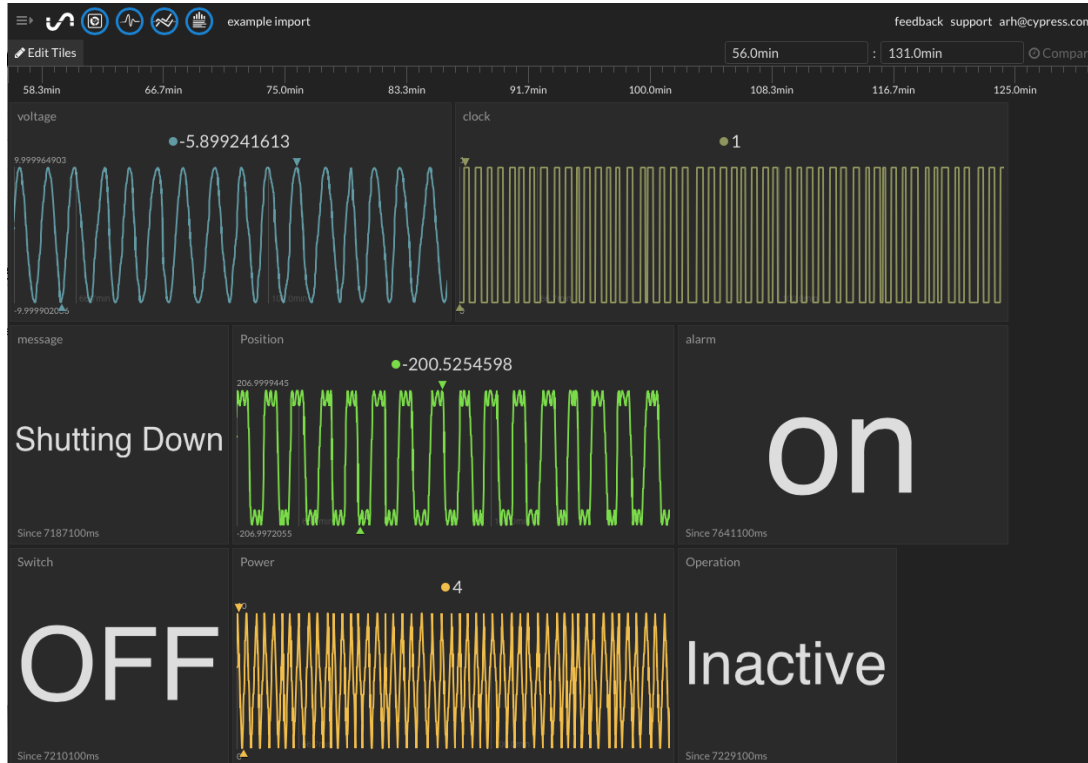 example import
feedback support arh@cypress.com
Edit Tiles
56.0min : 131.0min Compar
58.3min 66.7min 75.0min 83.3min 91.7min 100.0min 108.3min 116.7min 125.0min
voltage
-5.899241613
9.999964903
clock
1
message
Shutting Down
Since 7187100ms
Position
-200.5254598
206.9999445
-206.9972055
alarm
on
Since 7641100ms
Switch
OFF
Since 7210100ms
Power
4
0
Operation
Inactive
Since 7229100ms